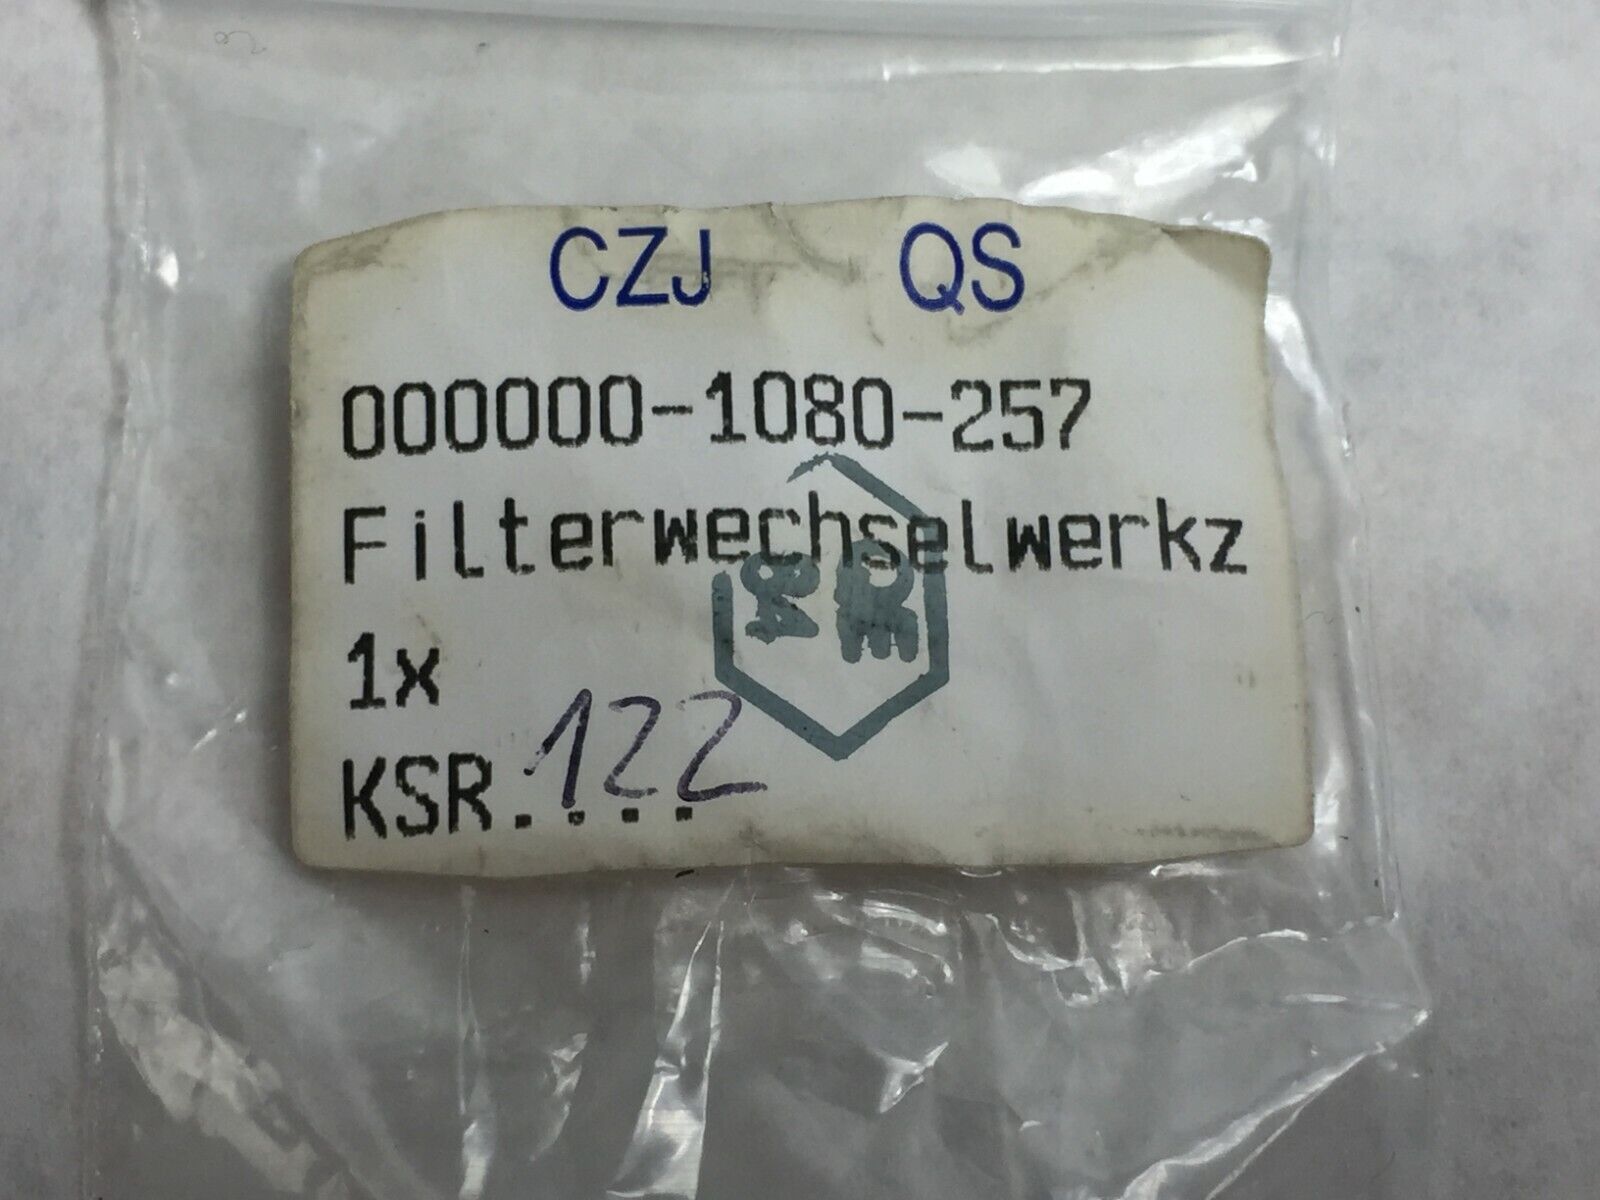 CZJ QS
000000-1080-257
Filterwechselwerkz
1x
KSR.... 122